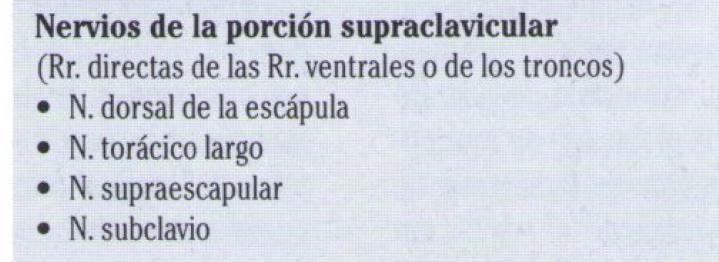 Nervios de la porción supraclavicular
(Rr. directas de las Rr. ventrales o de los troncos)
• N. dorsal de la escápula
• N. torácico largo
• N. supraescapular
• N. subclavio